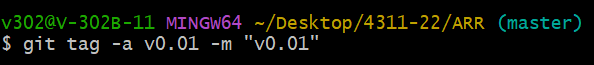 v302@V-302B-11 MINGW64 ~/Desktop/4311-22/ARR (master)
$ git tag -a v0.01 -m "v0.01"